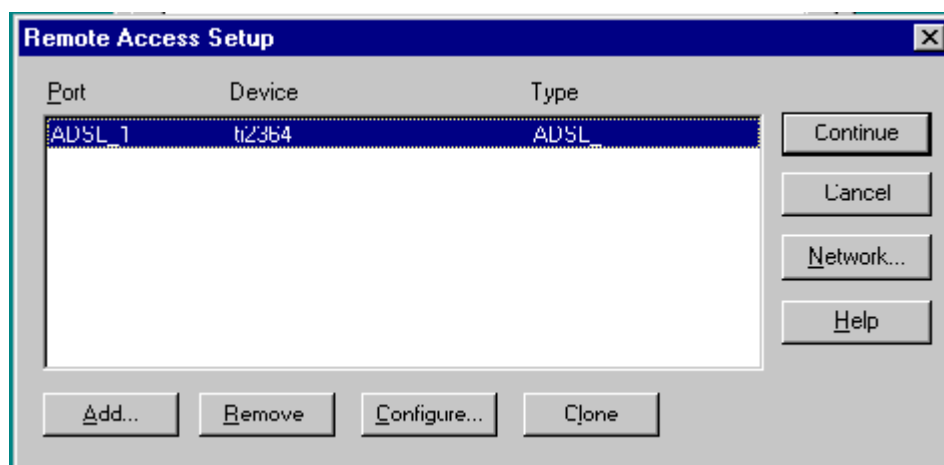 Remote Access Setup
Port Device Type
ADSL_1 ti2364 ADSL_
Continue
Cancel
Network...
Help
Add... Remove Configure... Clone